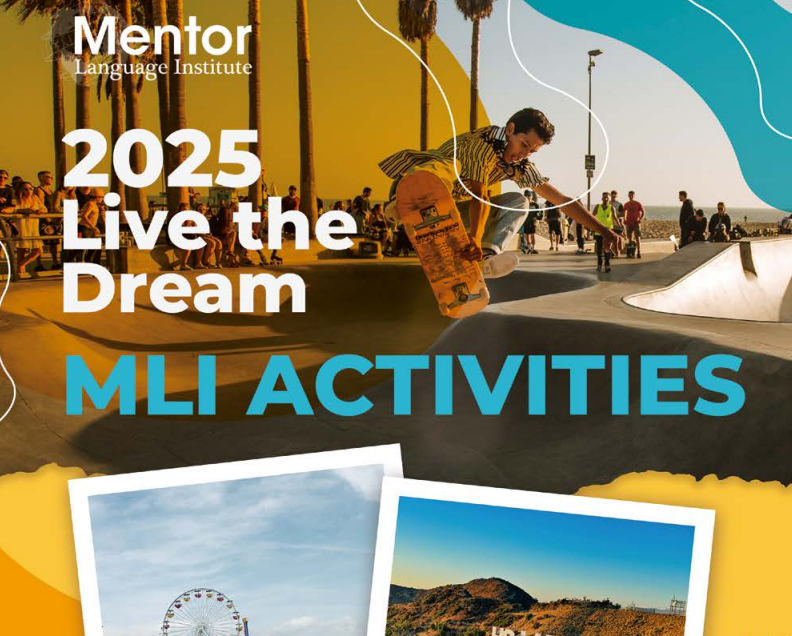 Mentor
Language Institute
2025
Live the
Dream
MLI ACTIVITIES